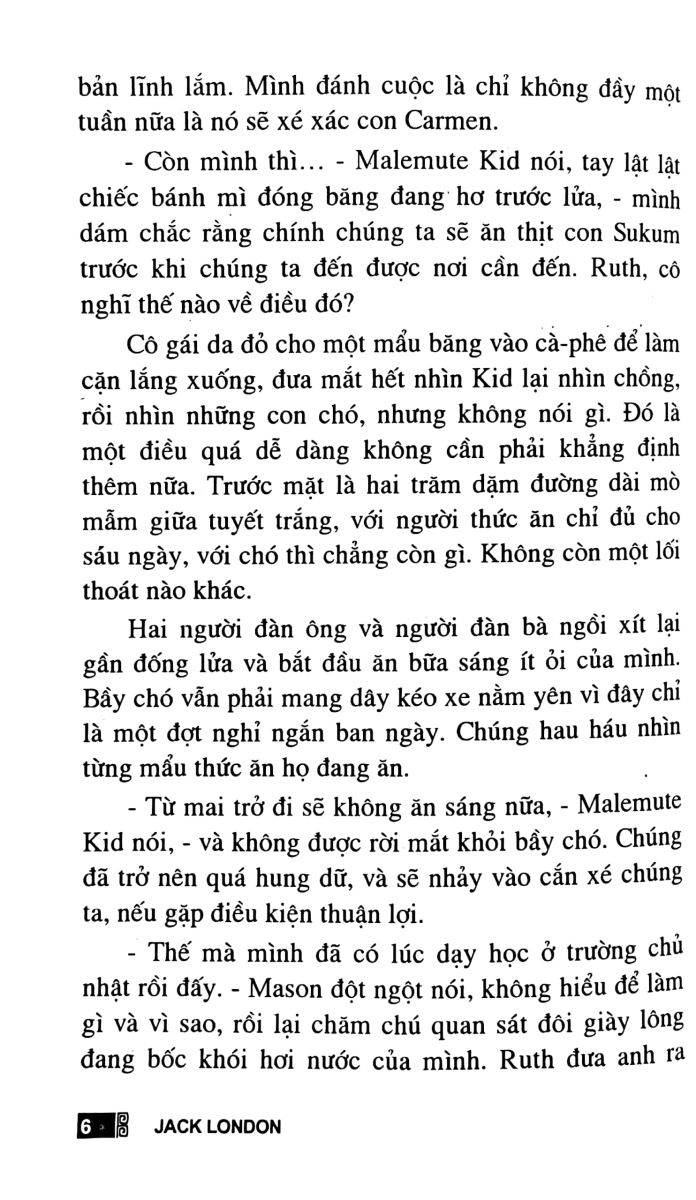 bản lĩnh lắm. Mình đánh cuộc là chỉ không đầy một
tuần nữa là nó sẽ xé xác con Carmen.
- Còn mình thì... - Malemute Kid nói, tay lật lật
chiếc bánh mì đóng băng đang hơ trước lửa, - mình
dám chắc rằng chính chúng ta sẽ ăn thịt con Sukum
trước khi chúng ta đến được nơi cần đến. Ruth, cô
nghĩ thế nào về điều đó?
Cô gái da đỏ cho một mẩu băng vào cà-phê để làm
cặn lắng xuống, đưa mắt hết nhìn Kid lại nhìn chồng,
rồi nhìn những con chó, nhưng không nói gì. Đó là
một điều quá dễ dàng không cần phải khẳng định
thêm nữa. Trước mặt là hai trăm dặm đường dài mò
mẫm giữa tuyết trắng, với người thức ăn chỉ đủ cho
sáu ngày, với chó thì chẳng còn gì. Không còn một lối
thoát nào khác.
Hai người đàn ông và người đàn bà ngồi xít lại
gần đống lửa và bắt đầu ăn bữa sáng ít ỏi của mình.
Bầy chó vẫn phải mang dây kéo xe nằm yên vì đây chỉ
là một đợt nghỉ ngắn ban ngày. Chúng hau háu nhìn
từng mẩu thức ăn họ đang ăn.
- Từ mai trở đi sẽ không ăn sáng nữa, - Malemute
Kid nói, - và không được rời mắt khỏi bầy chó. Chúng
đã trở nên quá hung dữ, và sẽ nhảy vào cắn xé chúng
ta, nếu gặp điều kiện thuận lợi.
- Thế mà mình đã có lúc dạy học ở trường chủ
nhật rồi đấy. - Mason đột ngột nói, không hiểu để làm
gì và vì sao, rồi lại chăm chú quan sát đôi giày lông
đang bốc khói hơi nước của mình. Ruth đưa anh ra
6 JACK LONDON